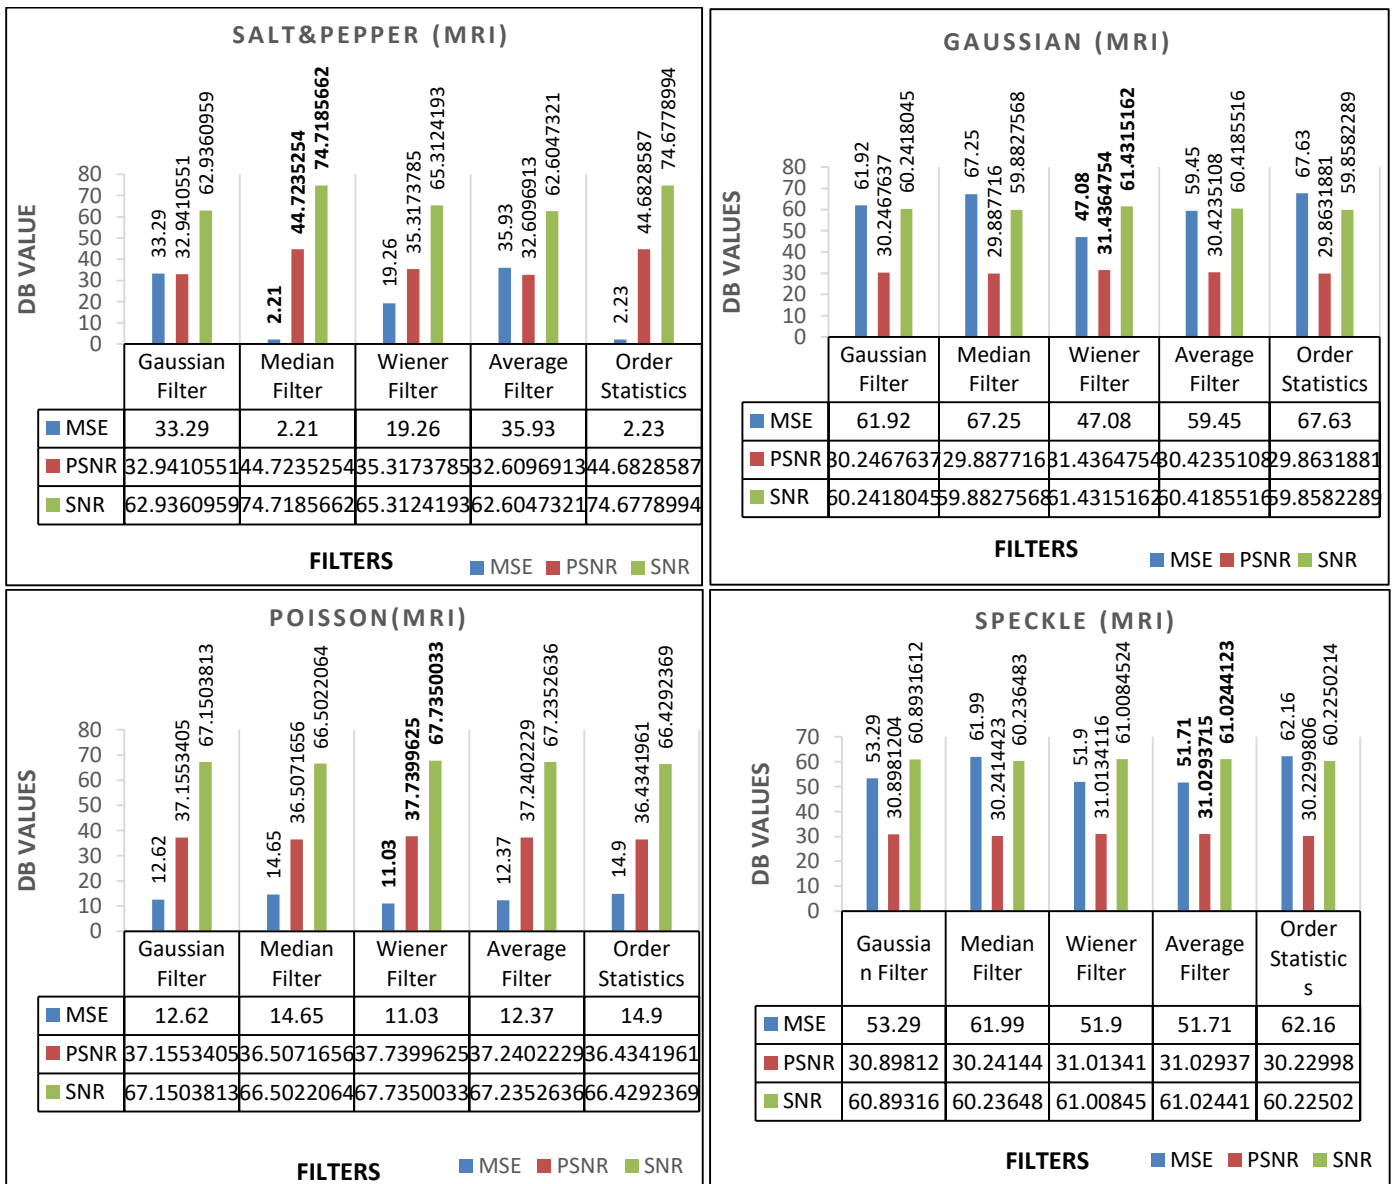 SALT&PEPPER (MRI)
33.29
32.9410551
62.9360959
2.21
44.7235254
74.7185662
19.26
35.3173785
65.3124193
35.93
32.6096913
62.6047321
2.23
44.6828587
74.6778994
DB VALUE
80
70
60
50
40
30
20
10
0
Gaussian Filter
Median Filter
Wiener Filter
Average Filter
Order Statistics
MSE 33.29 2.21 19.26 35.93 2.23
PSNR 32.9410551 44.7235254 35.3173785 32.6096913 44.6828587
SNR 62.9360959 74.7185662 65.3124193 62.6047321 74.6778994
FILTERS
MSE PSNR SNR
GAUSSIAN (MRI)
61.92
30.2467637
60.2418045
67.25
29.887716
59.8827568
47.08
31.4364754
61.4315162
59.45
30.4235108
60.4185516
67.63
29.8631881
59.8582289
DB VALUES
80
70
60
50
40
30
20
10
0
Gaussian Filter
Median Filter
Wiener Filter
Average Filter
Order Statistics
MSE 61.92 67.25 47.08 59.45 67.63
PSNR 30.2467637 29.887716 31.4364754 30.4235108 29.8631881
SNR 60.2418045 59.8827568 61.4315162 60.4185516 59.8582289
FILTERS
MSE PSNR SNR
POISSON(MRI)
12.62
37.1553405
67.1503813
14.65
36.5071656
66.5022064
11.03
37.7399625
67.7350033
12.37
37.2402229
67.2352636
14.9
36.4341961
66.4292369
DB VALUES
80
70
60
50
40
30
20
10
0
Gaussian Filter
Median Filter
Wiener Filter
Average Filter
Order Statistics
MSE 12.62 14.65 11.03 12.37 14.9
PSNR 37.1553405 36.5071656 37.7399625 37.2402229 36.4341961
SNR 67.1503813 66.5022064 67.7350033 67.2352636 66.4292369
FILTERS
MSE PSNR SNR
SPECKLE (MRI)
53.29
30.8981204
60.8931612
61.99
30.2414423
60.236483
51.9
31.0134116
61.0084524
51.71
31.0293715
61.0244123
62.16
30.2299806
60.2250214
DB VALUES
70
60
50
40
30
20
10
0
Gaussia
n Filter
Median
Filter
Wiener
Filter
Average
Filter
Order
Statistic
s
MSE 53.29 61.99 51.9 51.71 62.16
PSNR 30.89812 30.24144 31.01341 31.02937 30.22998
SNR 60.89316 60.23648 61.00845 61.02441 60.22502
FILTERS
MSE PSNR SNR